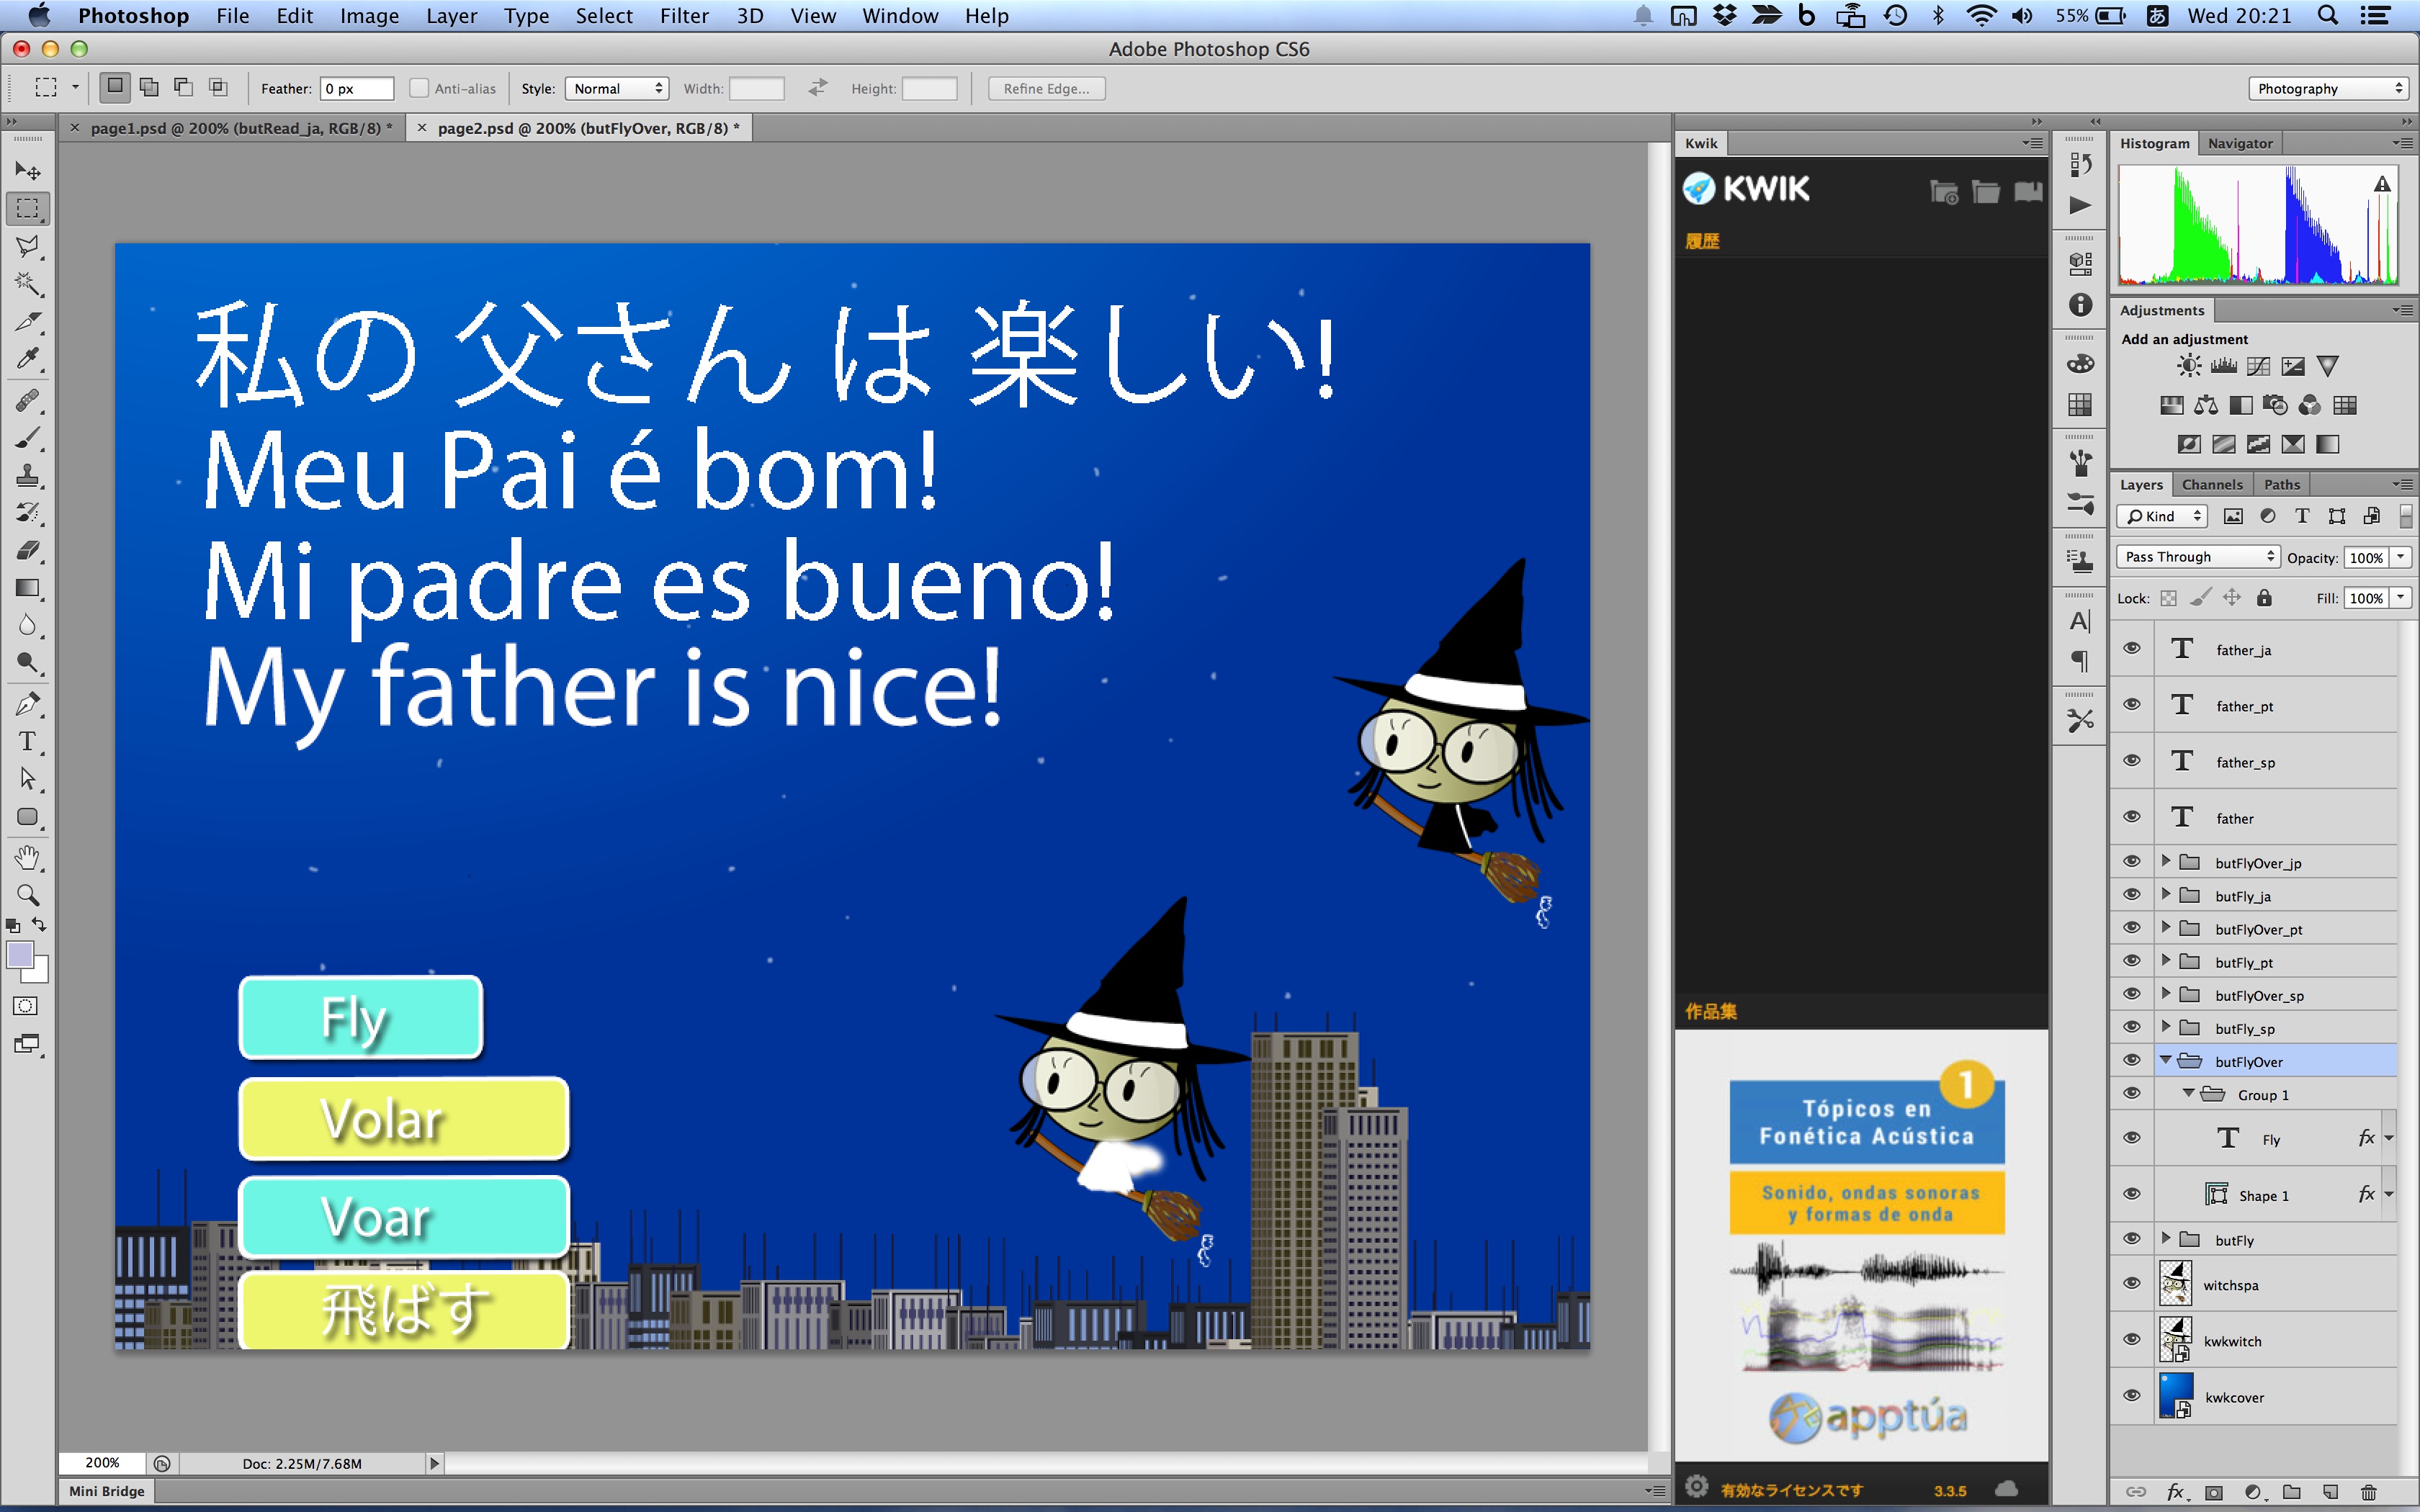 Photoshop File Edit Image Layer Type Select Filter 3D View Window Help
55% あ Wed 20:21
Adobe Photoshop CS6
Feather: 0 px Anti-alias Style: Normal Width: Height: Refine Edge... Photography
page1.psd @ 200% (butRead_ja, RGB/8) *
page2.psd @ 200% (butFlyOver, RGB/8) *
私の 父さん は 楽しい!
Meu Pai é bom!
Mi padre es bueno!
My father is nice!
Fly
Volar
Voar
飛ばす
200% Doc: 2.25M/7.68M
Mini Bridge
Kwik
KWIK
履歴
作品集
1
Tópicos en
Fonética Acústica
Sonido, ondas sonoras
y formas de onda
apptúa
有効なライセンスです 3.3.5
Histogram Navigator
Adjustments
Add an adjustment
Layers Channels Paths
Kind
Pass Through Opacity: 100%
Lock: Fill: 100%
father_ja
father_pt
father_sp
father
butFlyOver_jp
butFly_ja
butFlyOver_pt
butFly_pt
butFlyOver_sp
butFly_sp
butFlyOver
Group 1
Fly fx
Shape 1 fx
butFly
witchspa
kwkwitch
kwkcover
fx